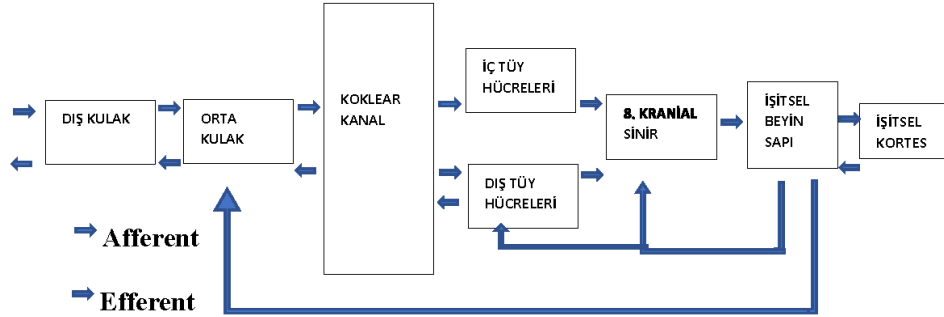 DIŞ KULAK
ORTA
KULAK
KOKLEAR
KANAL
İÇ TÜY
HÜCRELERİ
DIŞ TÜY
HÜCRELERİ
8. KRANİAL
SİNİR
İŞİTSEL
BEYİN
SAPI
İŞİTSEL
KORTES
Afferent
Efferent